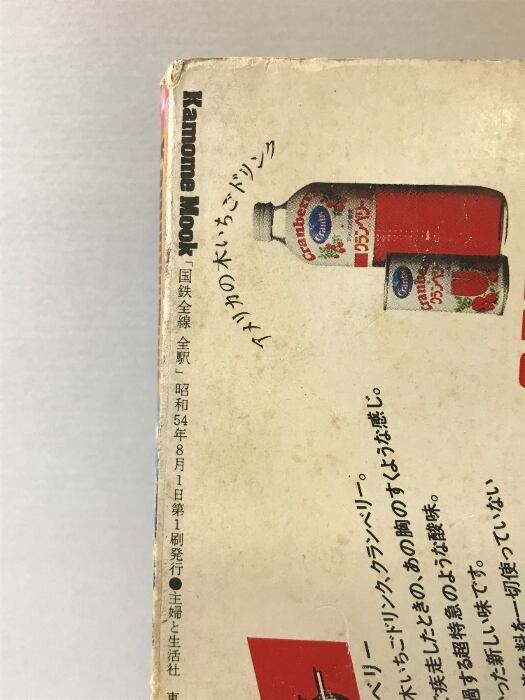 Kamome Mook「国鉄全線 全駅」昭和54年8月1日第1刷発行●主婦と生活社 東
アメリカの木いちごドリンク
Cranberry
クランベリー
Cranberry
クランベリー
ベリー
木いちごドリンク、クランベリー。
疾走したときの、あの胸のすくような感じ。
過する超特急のような酸味。
った新しい味です。
料を一切使っていない